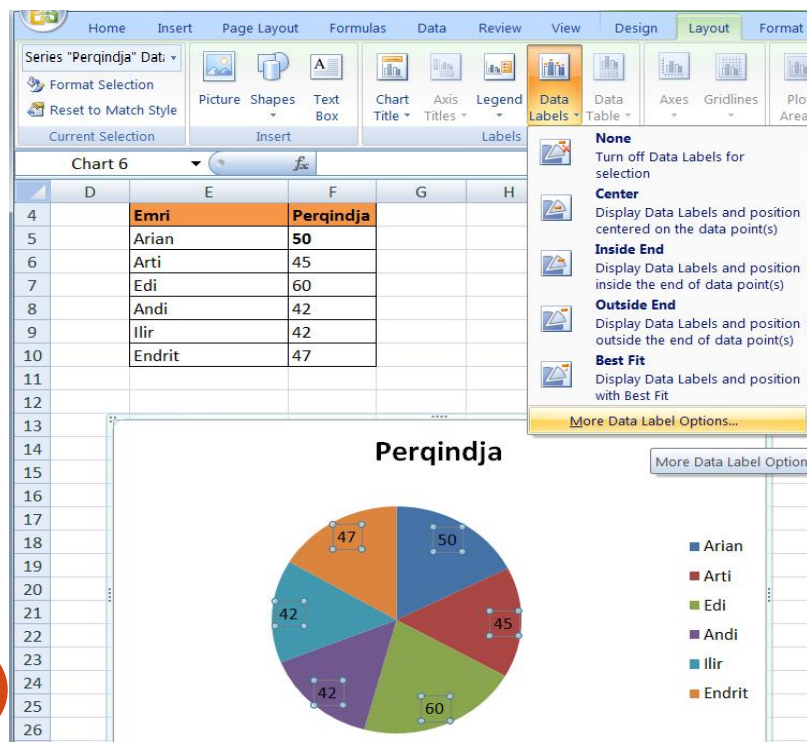 Home Insert Page Layout Formulas Data Review View Design Layout Format
Series "Perqindja" Dat
Format Selection
Reset to Match Style
Current Selection
Picture Shapes Text Box
Insert
Chart Title Axis Titles Legend Data Labels Data Table
Labels
Axes Gridlines
Area
Chart 6
fx
D E F G H
4 Emri Perqindja
5 Arian 50
6 Arti 45
7 Edi 60
8 Andi 42
9 Ilir 42
10 Endrit 47
11
12
13
14
15
16
17
18
19
20
21
22
23
24
25
26
None
Turn off Data Labels for
selection
Center
Display Data Labels and position
centered on the data point(s)
Inside End
Display Data Labels and position
inside the end of data point(s)
Outside End
Display Data Labels and position
outside the end of data point(s)
Best Fit
Display Data Labels and position
with Best Fit
More Data Label Options...
More Data Label Option
Perqindja
47 50
42 45
42 60
Arian
Arti
Edi
Andi
Ilir
Endrit